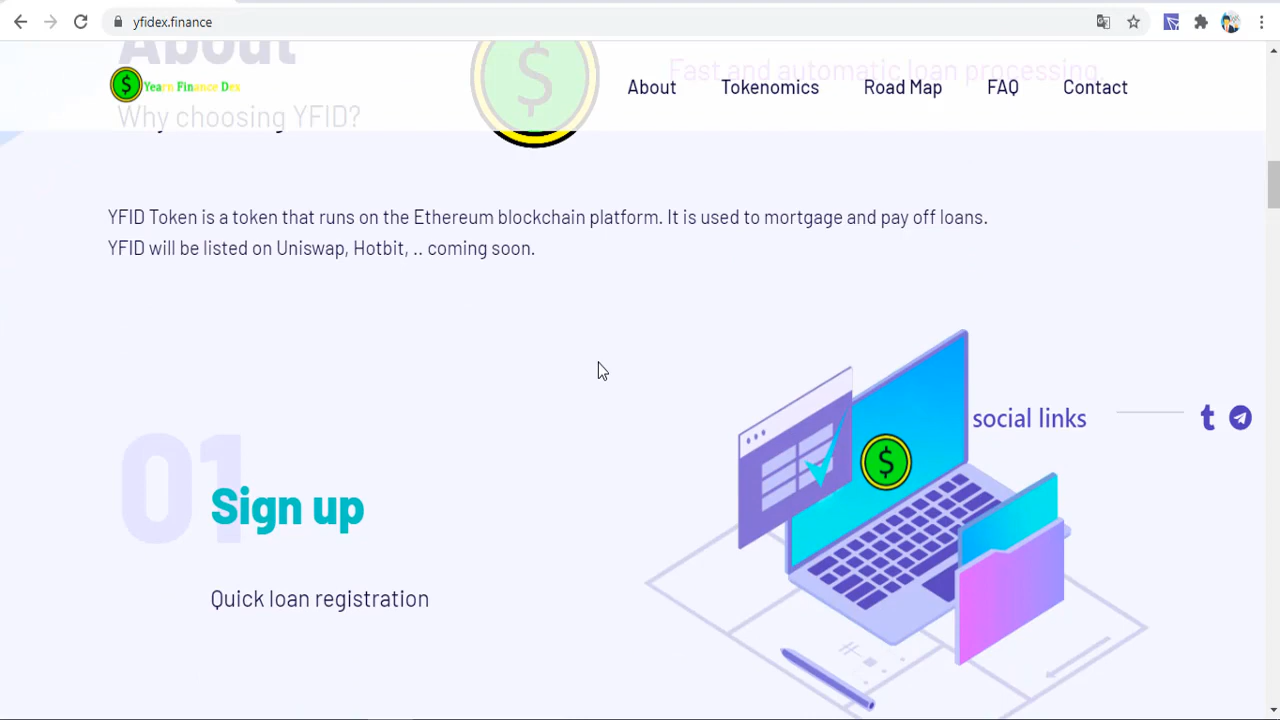 yfidex.finance
About
Fast and automatic loan processing.
Yearn Finance Dex
About
Tokenomics
Road Map
FAQ
Contact
Why choosing YFID?
YFID Token is a token that runs on the Ethereum blockchain platform. It is used to mortgage and pay off loans.
YFID will be listed on Uniswap, Hotbit, .. coming soon.
social links
01
Sign up
Quick loan registration